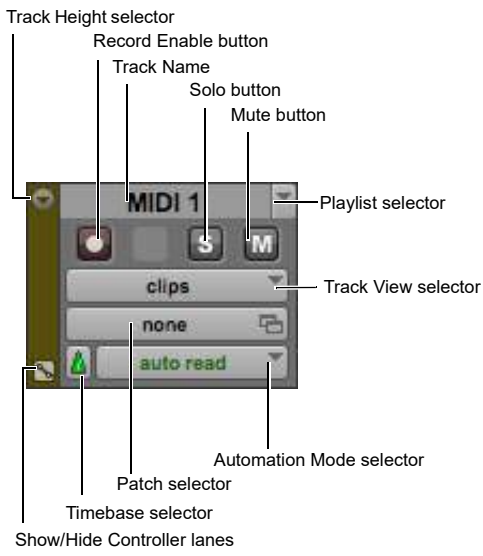 Track Height selector
Record Enable button
Track Name
Solo button
Mute button
MIDI 1
Playlist selector
S
M
clips
Track View selector
none
auto read
Automation Mode selector
Patch selector
Timebase selector
Show/Hide Controller lanes